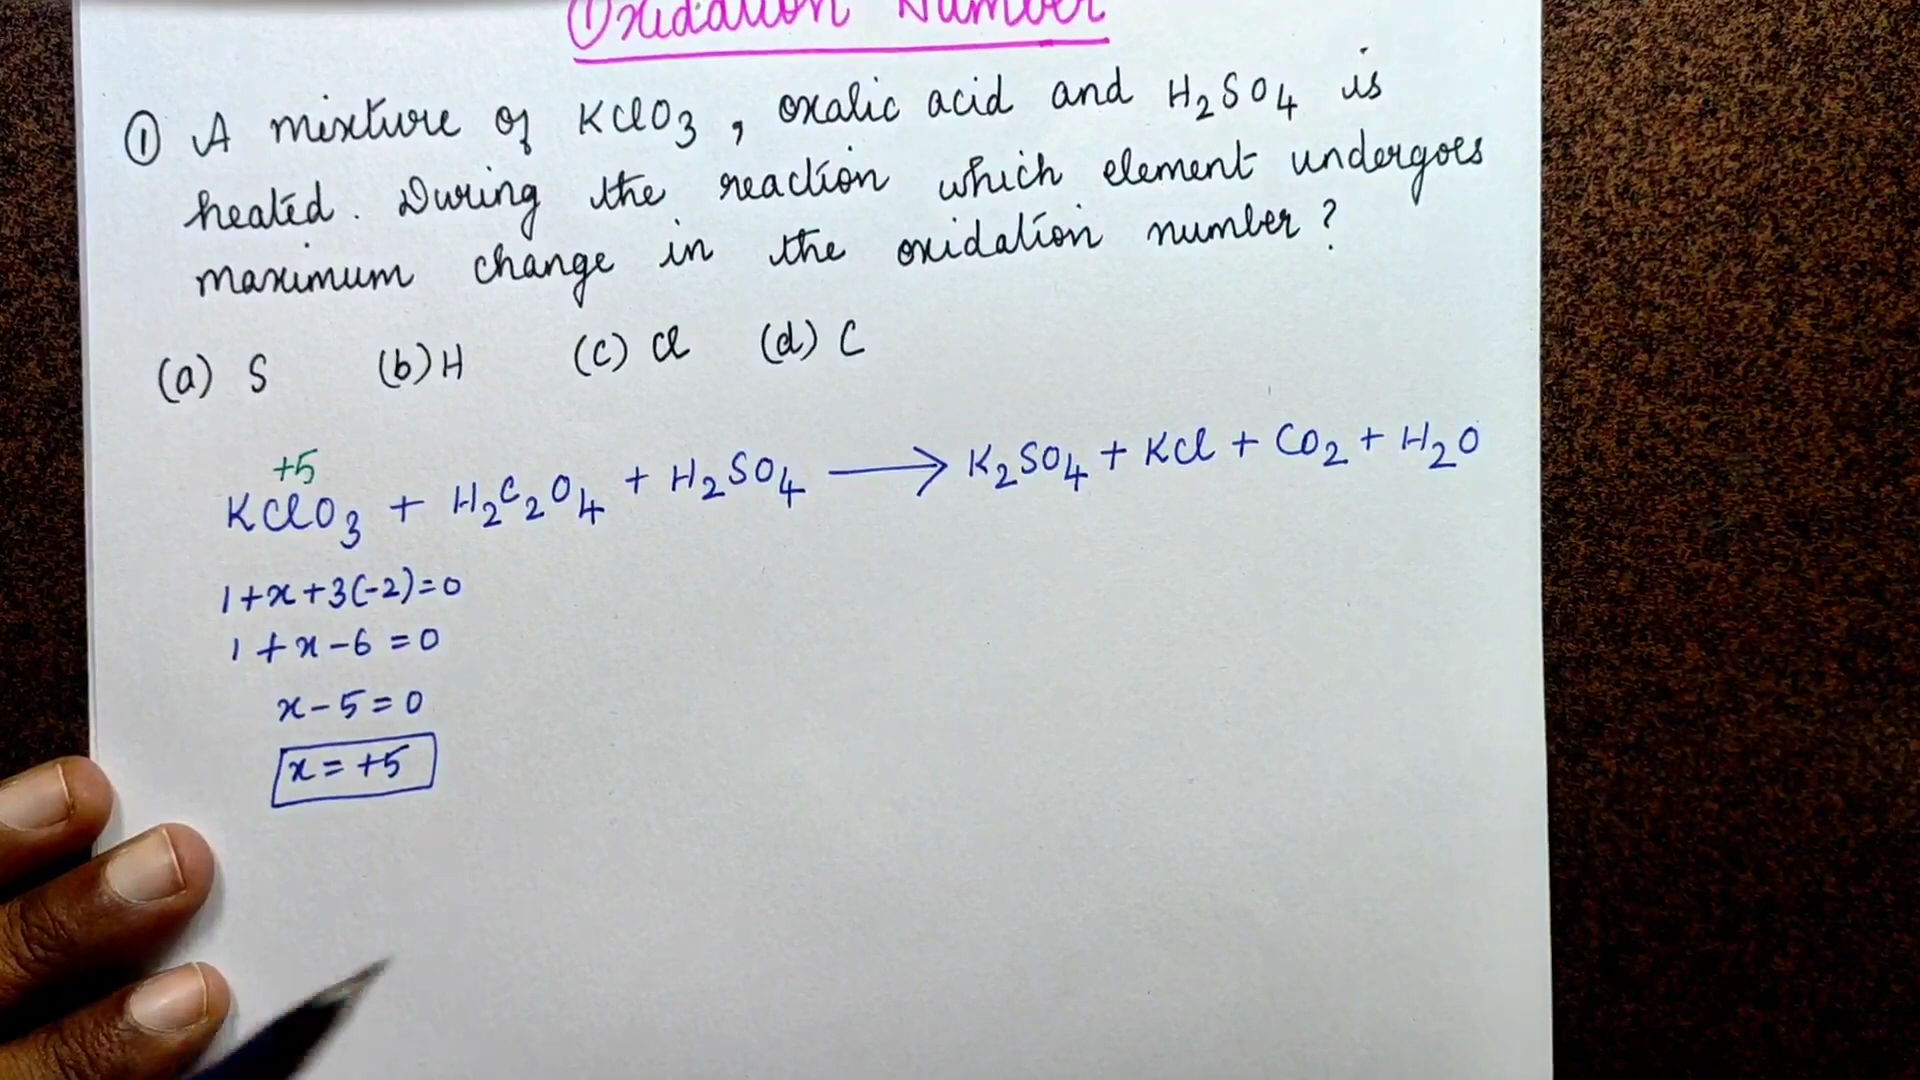 Oxidation Number
① A mixture of KClO₃, oxalic acid and H₂SO₄ is
heated. During the reaction which element undergoes
maximum change in the oxidation number?
(a) S (b) H (c) Cl (d) C
+5
KClO₃ + H₂C₂O₄ + H₂SO₄ ⟶ K₂SO₄ + KCl + CO₂ + H₂O
1+x+3(-2)=0
1+x-6=0
x-5=0
x=+5